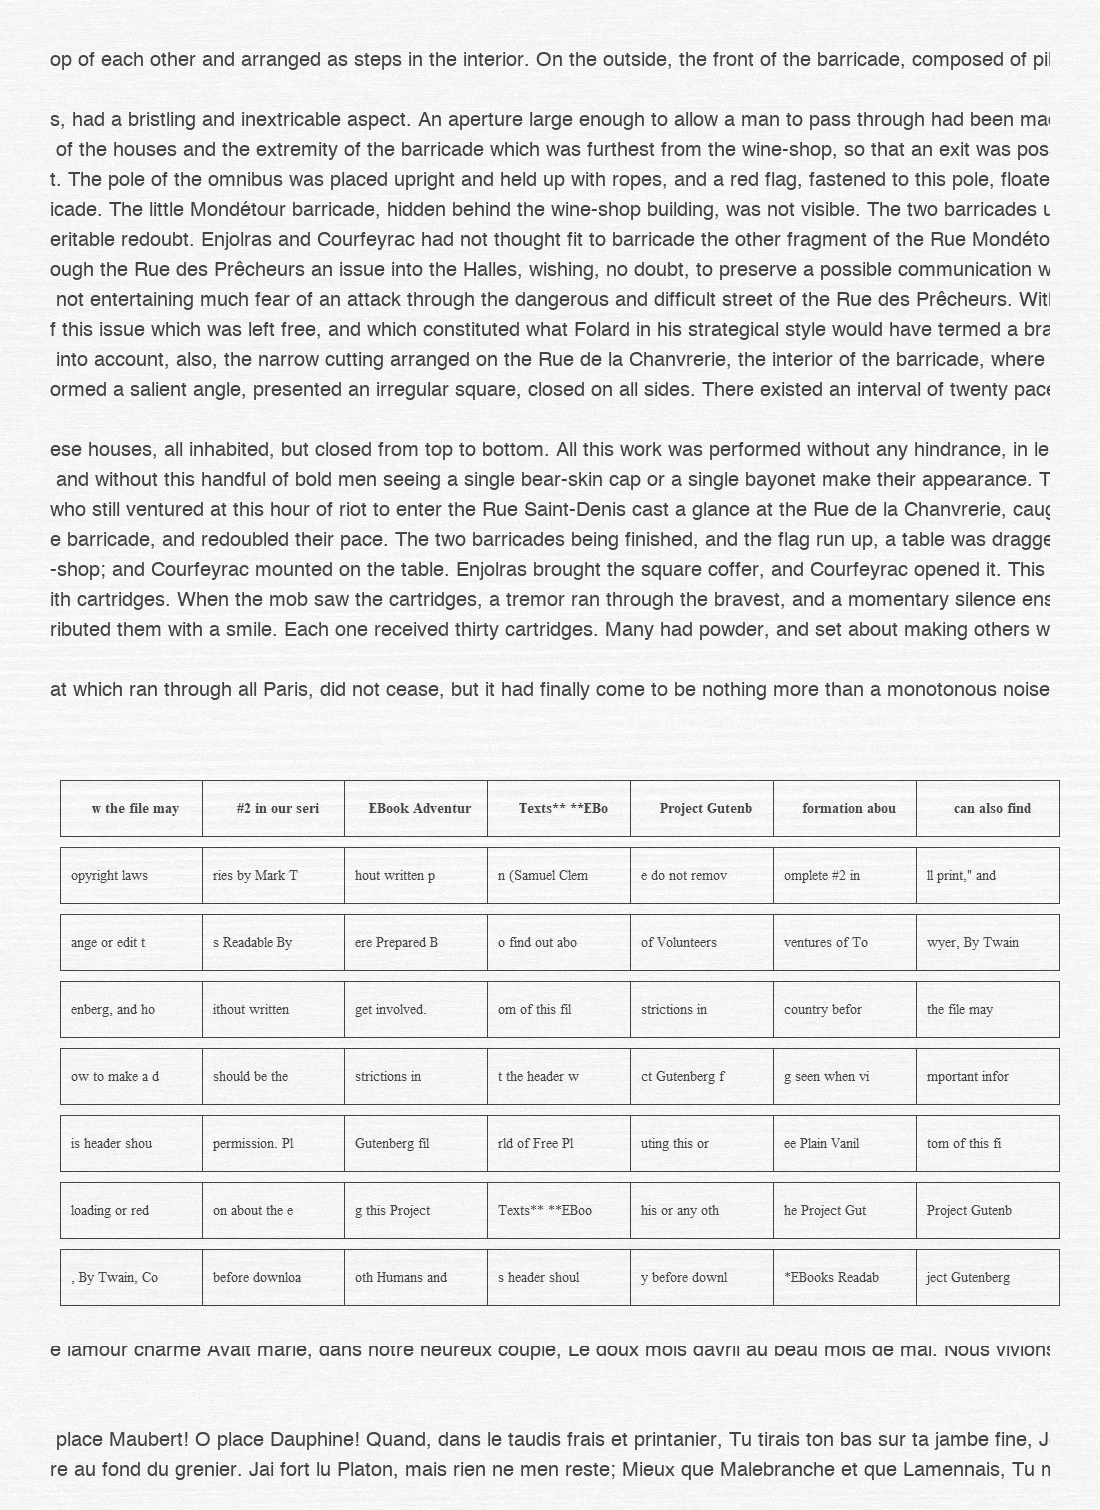 op of each other and arranged as steps in the interior. On the outside, the front of the barricade, composed of pil
s, had a bristling and inextricable aspect. An aperture large enough to allow a man to pass through had been mad
of the houses and the extremity of the barricade which was furthest from the wine-shop, so that an exit was pos
t. The pole of the omnibus was placed upright and held up with ropes, and a red flag, fastened to this pole, floate
icade. The little Mondétour barricade, hidden behind the wine-shop building, was not visible. The two barricades u
eritable redoubt. Enjolras and Courfeyrac had not thought fit to barricade the other fragment of the Rue Mondéto
ough the Rue des Prêcheurs an issue into the Halles, wishing, no doubt, to preserve a possible communication w
not entertaining much fear of an attack through the dangerous and difficult street of the Rue des Prêcheurs. With
f this issue which was left free, and which constituted what Folard in his strategical style would have termed a bra
into account, also, the narrow cutting arranged on the Rue de la Chanvrerie, the interior of the barricade, where
ormed a salient angle, presented an irregular square, closed on all sides. There existed an interval of twenty pace
ese houses, all inhabited, but closed from top to bottom. All this work was performed without any hindrance, in le
and without this handful of bold men seeing a single bear-skin cap or a single bayonet make their appearance. T
who still ventured at this hour of riot to enter the Rue Saint-Denis cast a glance at the Rue de la Chanvrerie, caug
e barricade, and redoubled their pace. The two barricades being finished, and the flag run up, a table was dragge
-shop; and Courfeyrac mounted on the table. Enjolras brought the square coffer, and Courfeyrac opened it. This
ith cartridges. When the mob saw the cartridges, a tremor ran through the bravest, and a momentary silence ens
ributed them with a smile. Each one received thirty cartridges. Many had powder, and set about making others w
at which ran through all Paris, did not cease, but it had finally come to be nothing more than a monotonous noise
w the file may #2 in our seri EBook Adventur Texts** **EBo Project Gutenb formation abou can also find
opyright laws ries by Mark T hout written p n (Samuel Clem e do not remov omplete #2 in ll print," and
ange or edit t s Readable By ere Prepared B o find out abo of Volunteers ventures of To wyer, By Twain
enberg, and ho ithout written get involved. om of this fil strictions in country befor the file may
ow to make a d should be the strictions in t the header w ct Gutenberg f g seen when vi mportant infor
is header shou permission. Pl Gutenberg fil rld of Free Pl uting this or ee Plain Vanil tom of this fi
loading or red on about the e g this Project Texts** **EBoo his or any oth he Project Gut Project Gutenb
, By Twain, Co before downloa oth Humans and s header shoul y before downl *EBooks Readab ject Gutenberg
e lamour charmé Avait marié, dans notre heureux couple, Le doux mois davril au beau mois de mai. Nous vivions
place Maubert! O place Dauphine! Quand, dans le taudis frais et printanier, Tu tirais ton bas sur ta jambe fine, J
re au fond du grenier. Jai fort lu Platon, mais rien ne men reste; Mieux que Malebranche et que Lamennais, Tu m